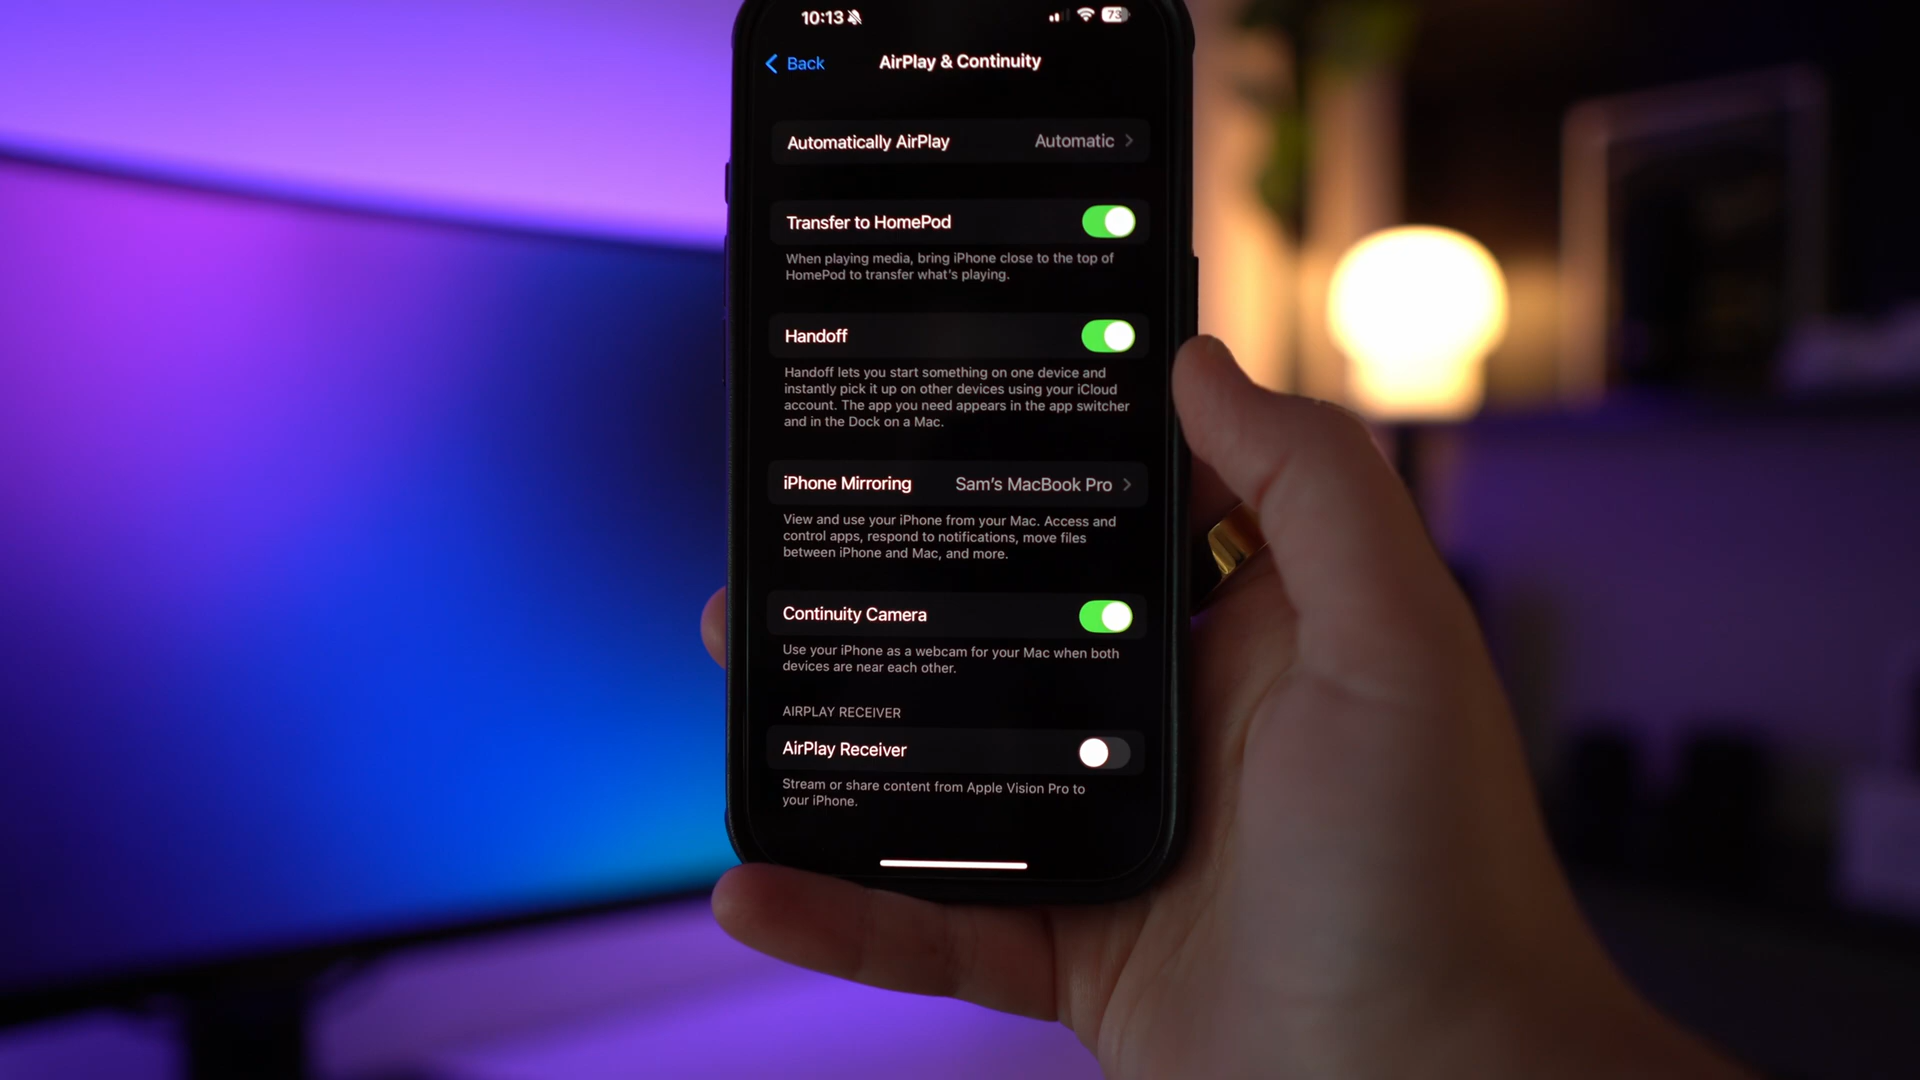 10:13
73
Back
AirPlay & Continuity
Automatically AirPlay Automatic
Transfer to HomePod
When playing media, bring iPhone close to the top of
HomePod to transfer what's playing.
Handoff
Handoff lets you start something on one device and
instantly pick it up on other devices using your iCloud
account. The app you need appears in the app switcher
and in the Dock on a Mac.
iPhone Mirroring Sam's MacBook Pro
View and use your iPhone from your Mac. Access and
control apps, respond to notifications, move files
between iPhone and Mac, and more.
Continuity Camera
Use your iPhone as a webcam for your Mac when both
devices are near each other.
AIRPLAY RECEIVER
AirPlay Receiver
Stream or share content from Apple Vision Pro to
your iPhone.